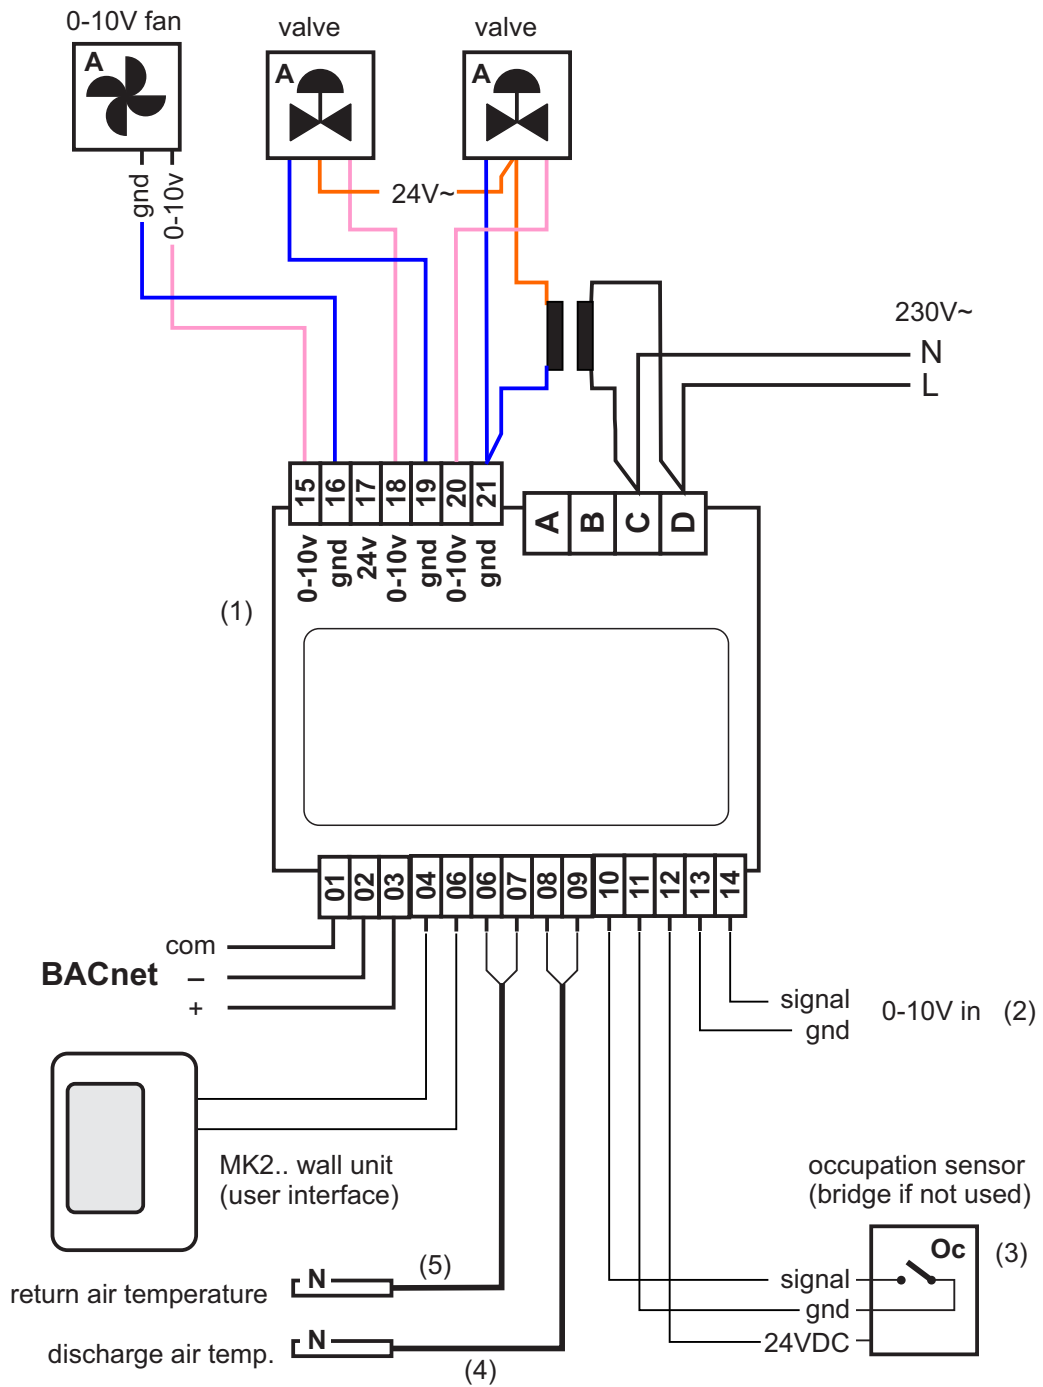 0-10V fan
valve
valve
A
A
A
gnd
0-10v
24V~
230V~
N
L
15 16 17 18 19 20 21
A B C D
0-10v gnd 24v 0-10v gnd 0-10v gnd
(1)
01 02 03 04 06 06 07 08 09 10 11 12 13 14
com
BACnet –
+
signal
gnd
0-10V in (2)
MK2.. wall unit
(user interface)
occupation sensor
(bridge if not used)
Oc (3)
signal
gnd
24VDC
(5)
return air temperature N
discharge air temp. N
(4)